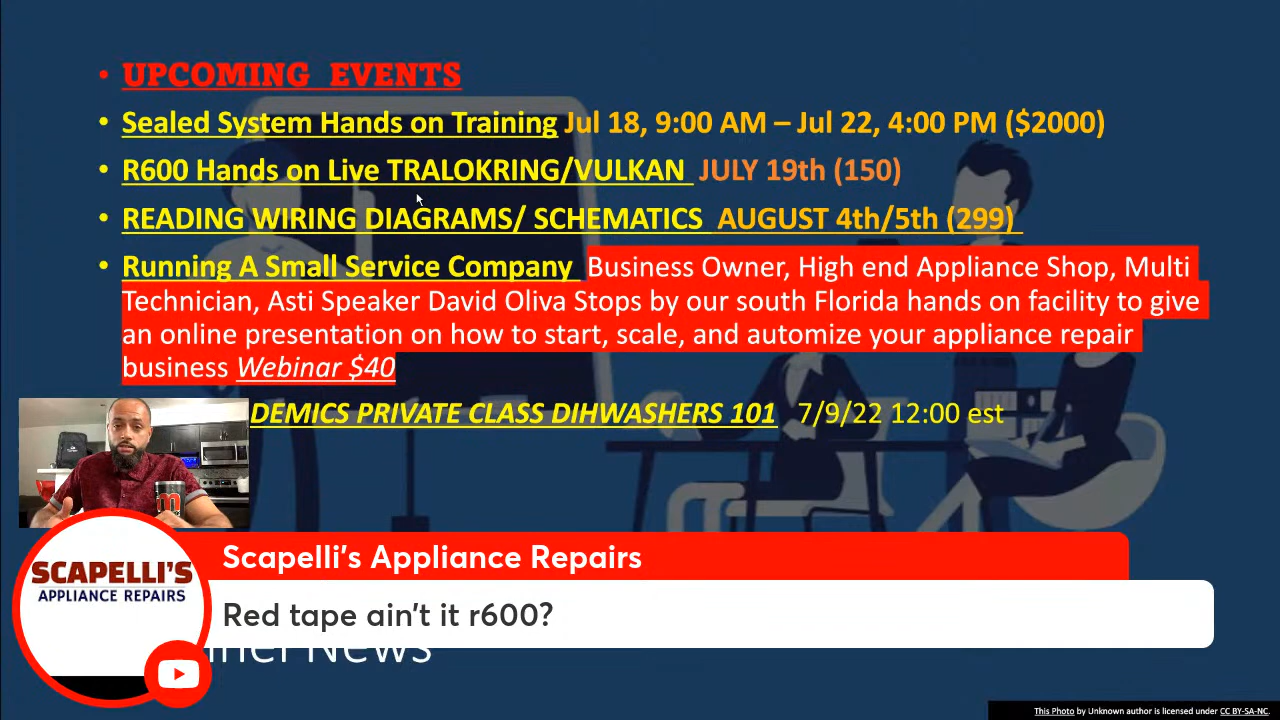 UPCOMING EVENTS
Sealed System Hands on Training Jul 18, 9:00 AM – Jul 22, 4:00 PM ($2000)
R600 Hands on Live TRALOKRING/VULKAN JULY 19th (150)
READING WIRING DIAGRAMS/ SCHEMATICS AUGUST 4th/5th (299)
Running A Small Service Company Business Owner, High end Appliance Shop, Multi
Technician, Asti Speaker David Oliva Stops by our south Florida hands on facility to give
an online presentation on how to start, scale, and automize your appliance repair
business Webinar $40
DEMICS PRIVATE CLASS DIHWASHERS 101 7/9/22 12:00 est
Scapelli's Appliance Repairs
SCAPELLI'S
APPLIANCE REPAIRS
Red tape ain't it r600?
News
This Photo by Unknown author is licensed under CC BY-SA-NC.